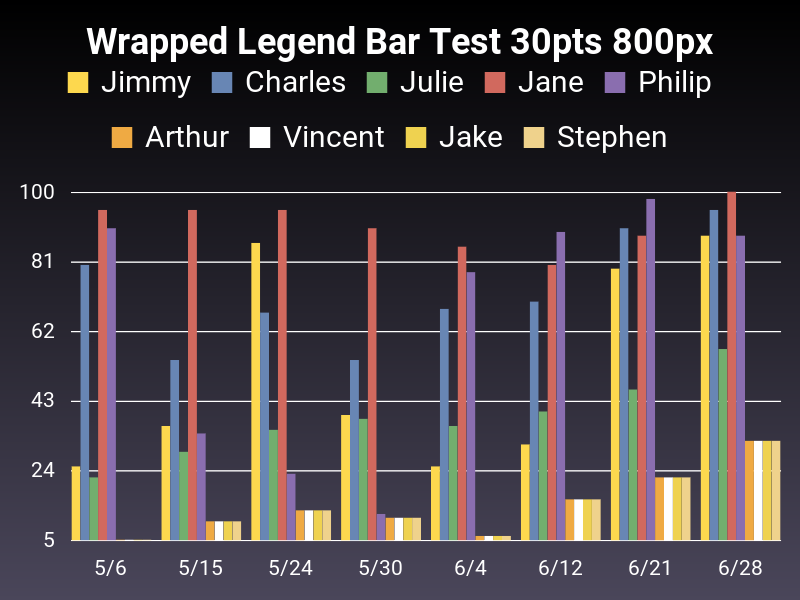 Wrapped Legend Bar Test 30pts 800px
Jimmy Charles Julie Jane Philip
Arthur Vincent Jake Stephen
100
81
62
43
24
5
5/6 5/15 5/24 5/30 6/4 6/12 6/21 6/28